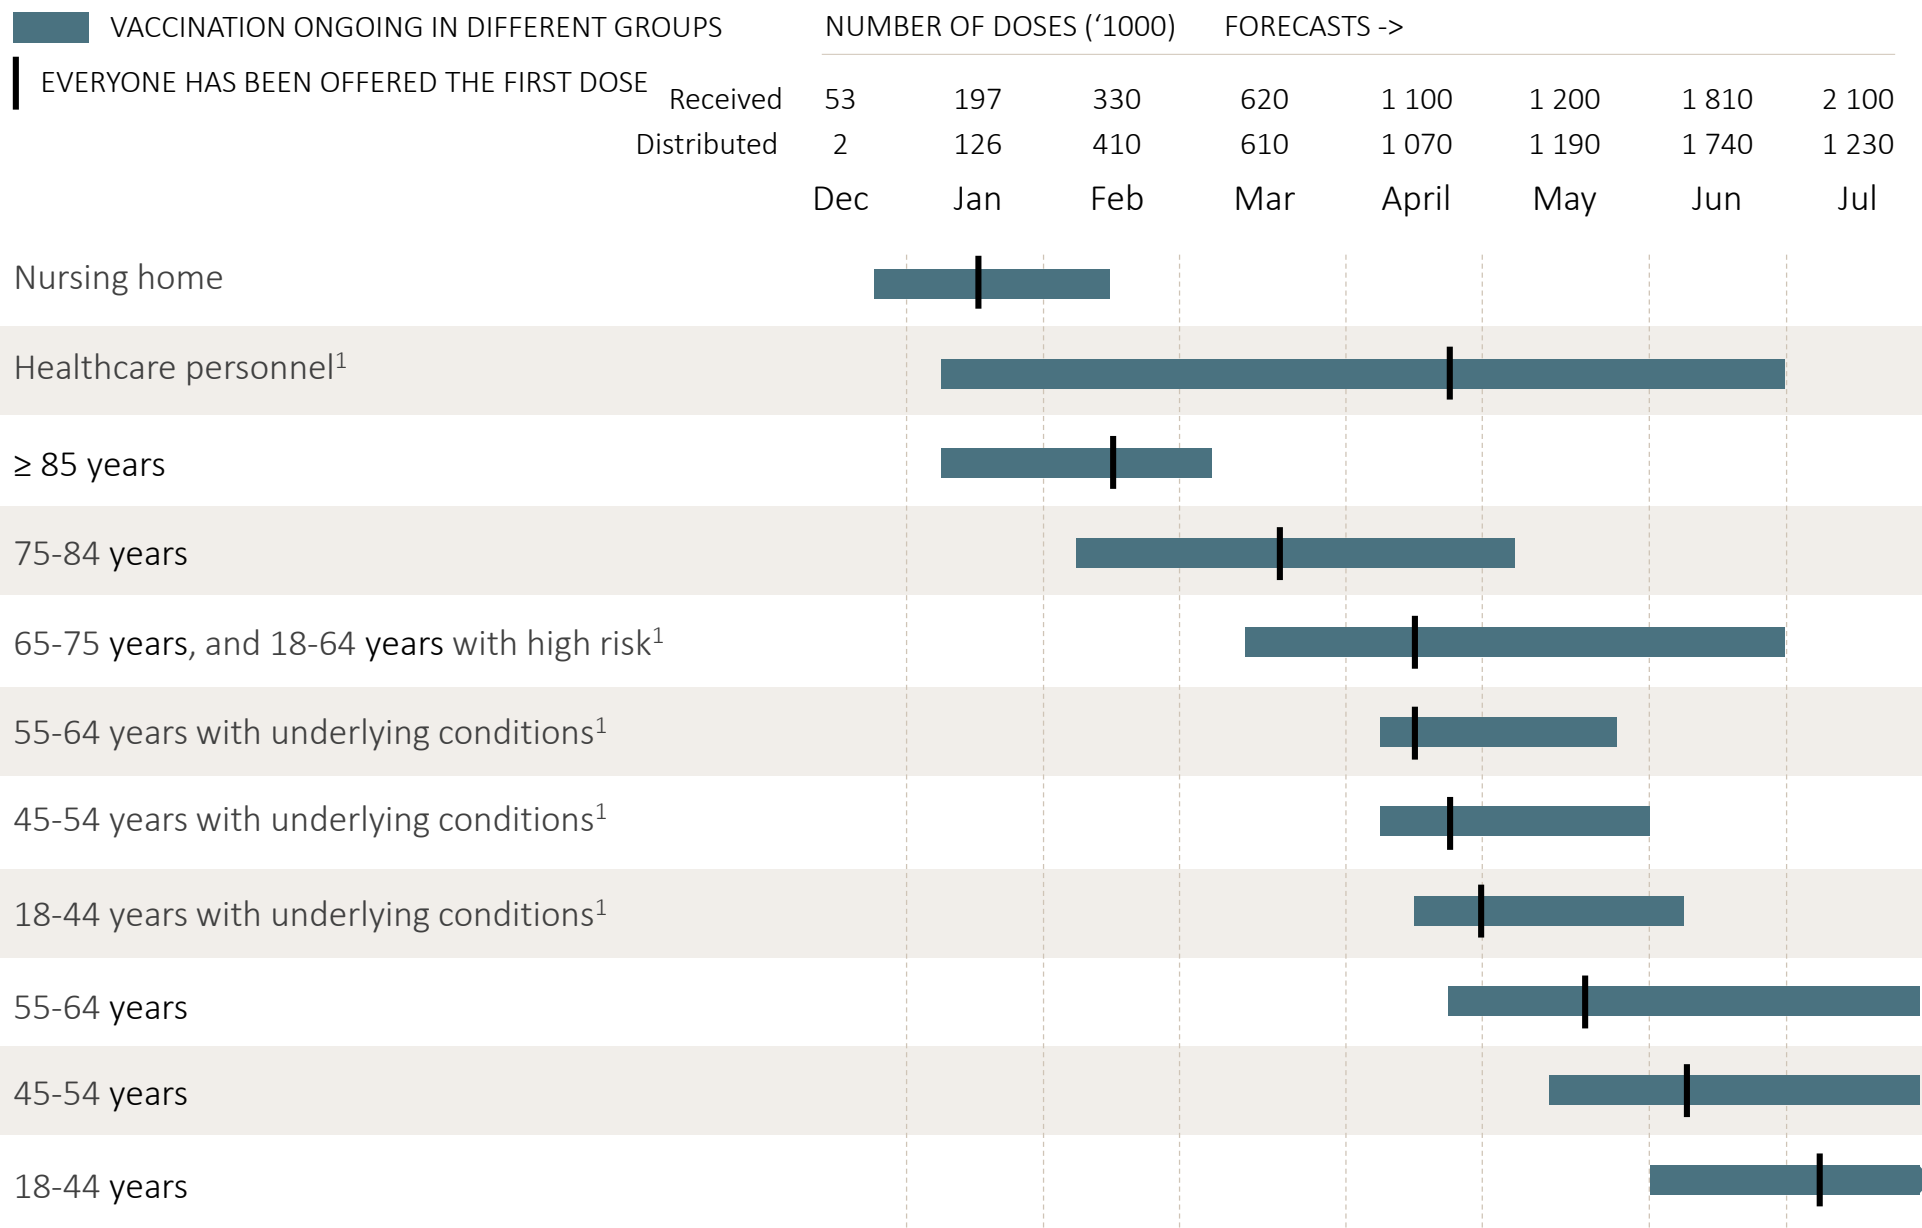 VACCINATION ONGOING IN DIFFERENT GROUPS
EVERYONE HAS BEEN OFFERED THE FIRST DOSE
NUMBER OF DOSES (‘1000) FORECASTS ->
Received 53 197 330 620 1 100 1 200 1 810 2 100
Distributed 2 126 410 610 1 070 1 190 1 740 1 230
Dec Jan Feb Mar April May Jun Jul
Nursing home
Healthcare personnel¹
≥ 85 years
75-84 years
65-75 years, and 18-64 years with high risk¹
55-64 years with underlying conditions¹
45-54 years with underlying conditions¹
18-44 years with underlying conditions¹
55-64 years
45-54 years
18-44 years